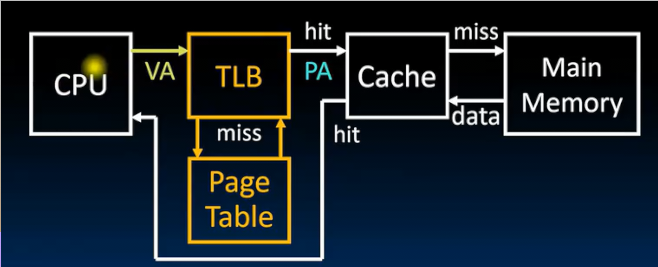 CPU
VA
TLB
hit
PA
Cache
miss
data
Main
Memory
miss
hit
Page
Table